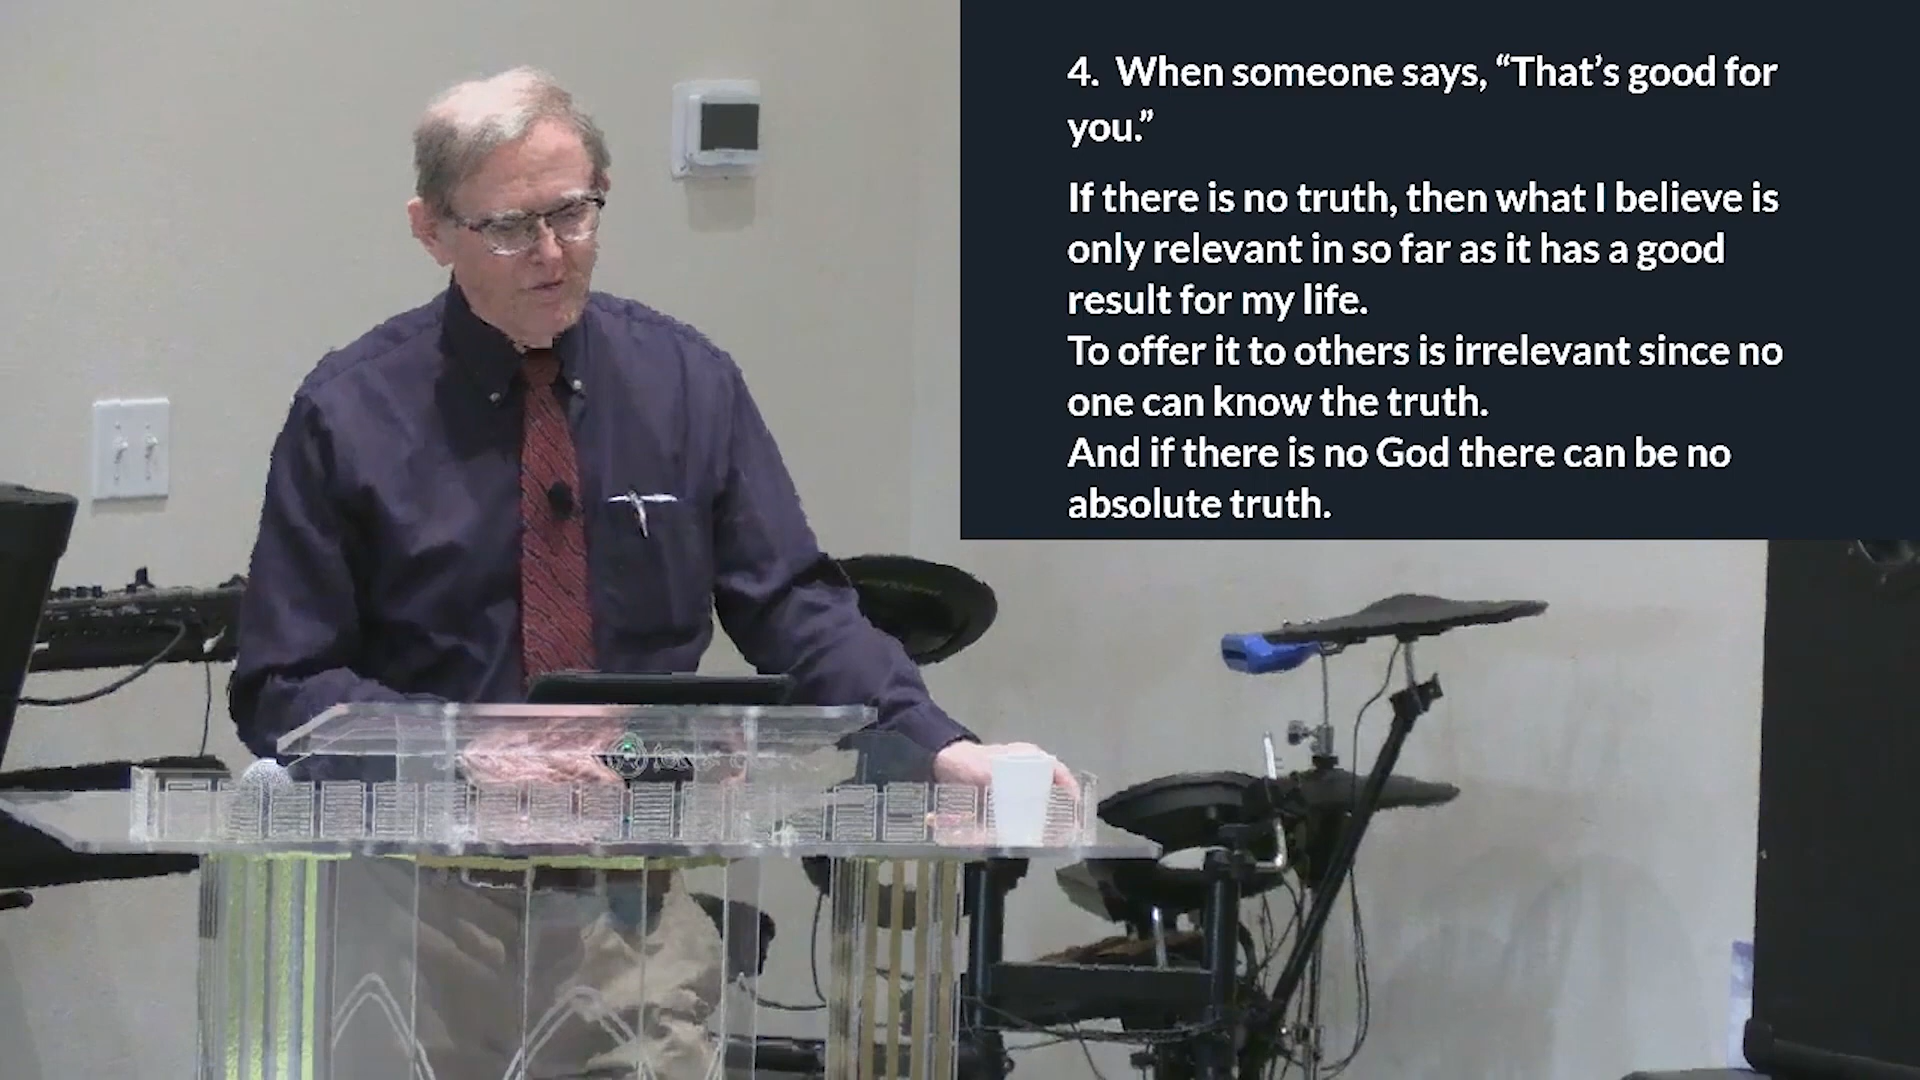 4. When someone says, “That’s good for
you.”
If there is no truth, then what I believe is
only relevant in so far as it has a good
result for my life.
To offer it to others is irrelevant since no
one can know the truth.
And if there is no God there can be no
absolute truth.